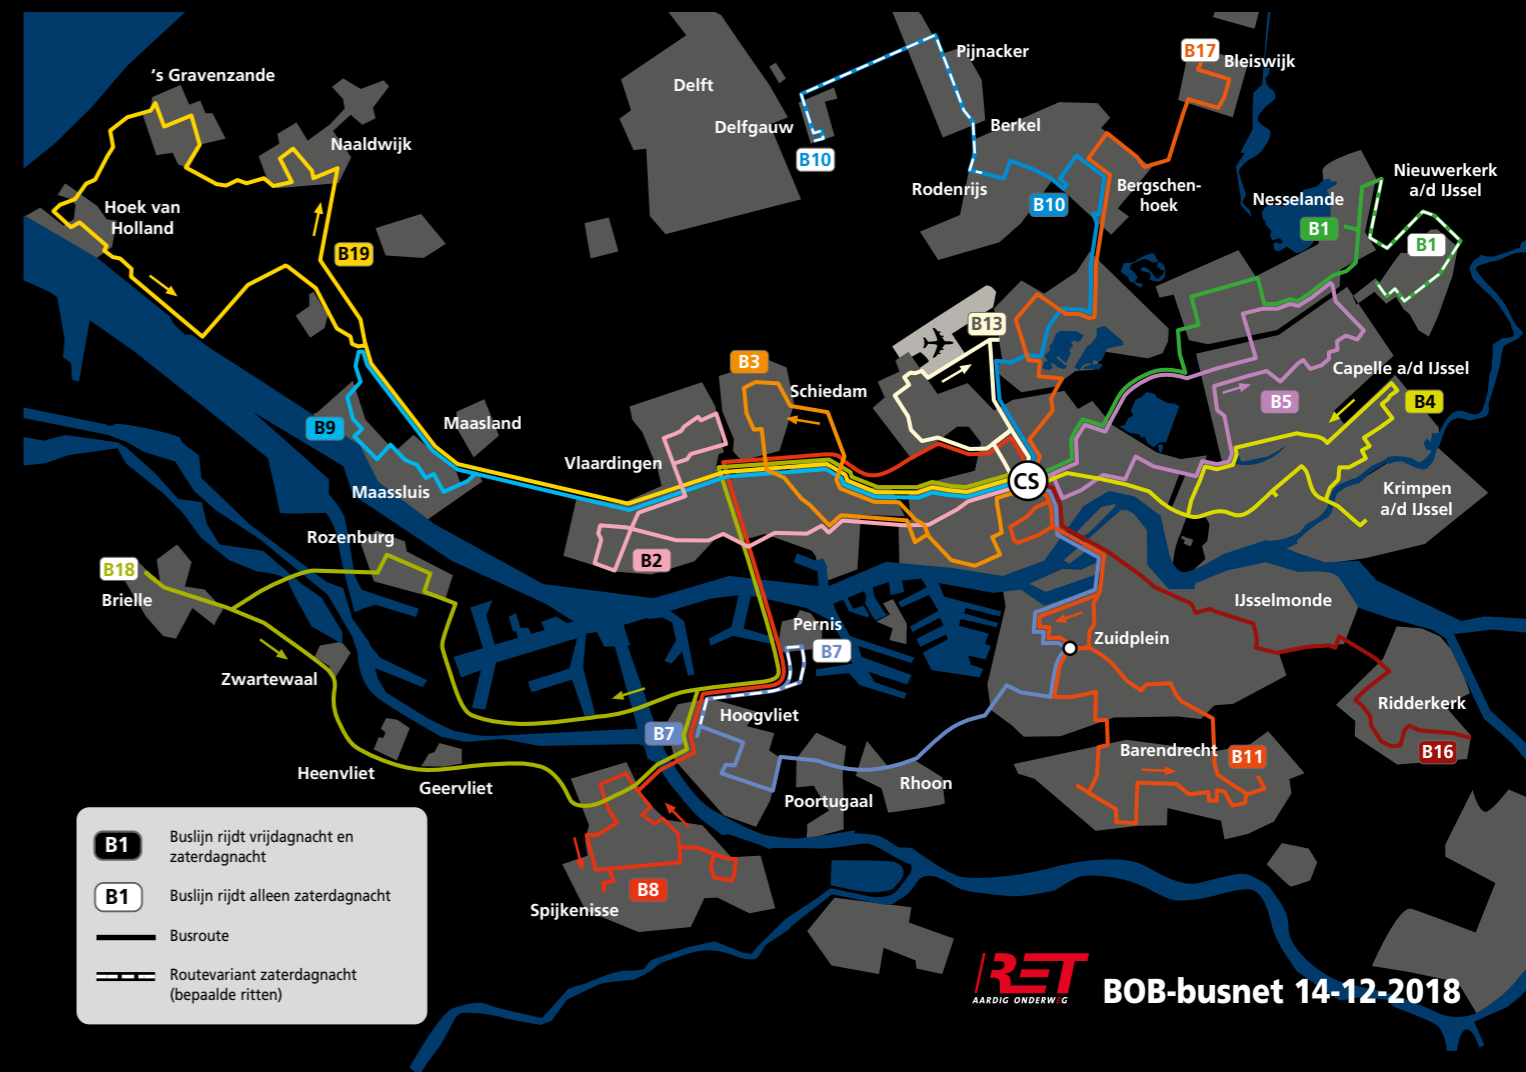 ‘s Gravenzande
Naaldwijk
Hoek van
Holland
B19
Delft
Delfgauw
B10
Pijnacker
Berkel
Rodenrijs
B10
B17
Bleiswijk
Bergschen-
hoek
Nesselande
B1
Nieuwerkerk
a/d IJssel
B1
B13
B3
Schiedam
Capelle a/d IJssel
B5
B4
B9
Maasland
Vlaardingen
Maassluis
CS
Krimpen
a/d IJssel
Rozenburg
B2
B18
Brielle
Pernis
B7
IJsselmonde
Zuidplein
Zwartewaal
Hoogvliet
B7
Ridderkerk
B16
Barendrecht
B11
Heenvliet
Geervliet
Poortugaal
Rhoon
B8
Spijkenisse
B1
Buslijn rijdt vrijdagnacht en
zaterdagnacht
B1
Buslijn rijdt alleen zaterdagnacht
Busroute
Routevariant zaterdagnacht
(bepaalde ritten)
RET
AARDIG ONDERWEG
BOB-busnet 14-12-2018